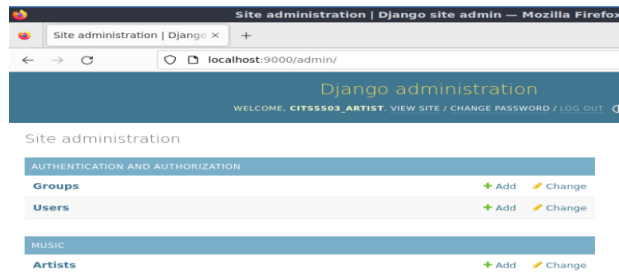 Site administration | Django site admin — Mozilla Firefox
Site administration | Django × +
localhost:9000/admin/
Django administration
WELCOME, CITS5503_ARTIST. VIEW SITE / CHANGE PASSWORD / LOG OUT
Site administration
AUTHENTICATION AND AUTHORIZATION
Groups + Add Change
Users + Add Change
MUSIC
Artists + Add Change